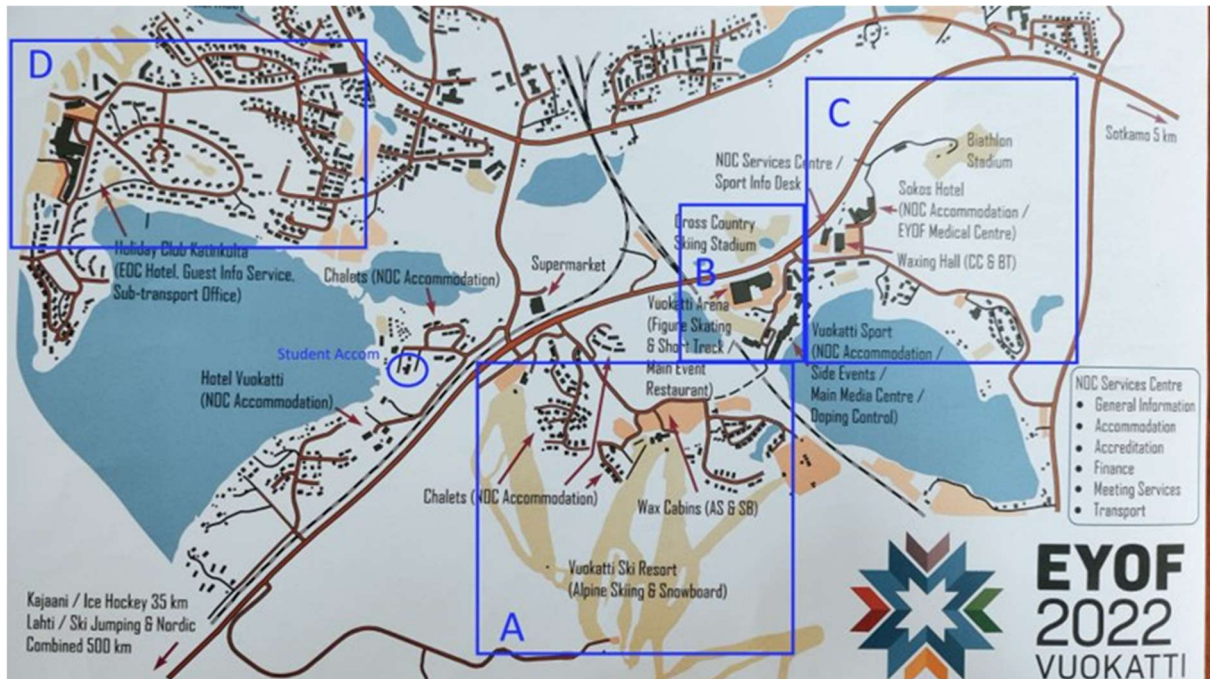 D
Holiday Club Katinkulta
(EOC Hotel, Guest Info Service,
Sub-transport Office)
Chalets (NOC Accommodation)
Supermarket
Student Accom
Hotel Vuokatti
(NOC Accommodation)
C
Biathlon
Stadium
Sotkamo 5 km
NOC Services Centre /
Sport Info Desk
Sokos Hotel
(NOC Accommodation /
EYOF Medical Centre)
Waxing Hall (CC & BT)
Cross Country
Skiing Stadium
B
Vuokatti Arena
(Figure Skating
& Short Track /
Main Event
Restaurant)
Vuokatti Sport
(NOC Accommodation /
Side Events /
Main Media Centre /
Doping Control)
NOC Services Centre
• General Information
• Accommodation
• Accreditation
• Finance
• Meeting Services
• Transport
Chalets (NOC Accommodation)
Wax Cabins (AS & SB)
Vuokatti Ski Resort
(Alpine Skiing & Snowboard)
A
Kajaani / Ice Hockey 35 km
Lahti / Ski Jumping & Nordic
Combined 500 km
EYOF
2022
VUOKATTI